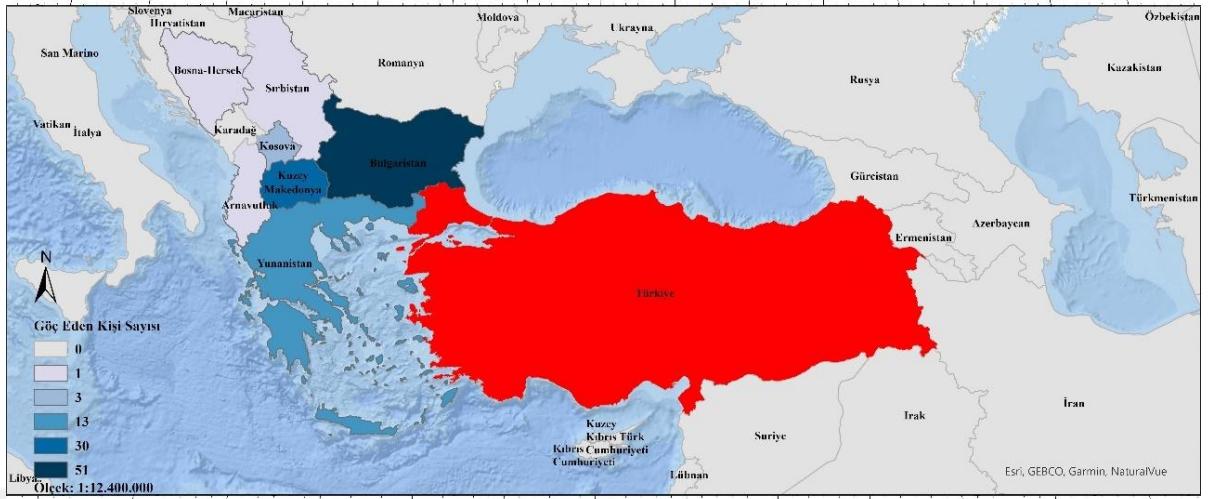 Slovenya
Macaristan
Hırvatistan
Moldova
Ukrayna
Özbekistan
San Marino
Romanya
Kazakistan
Bosna-Hersek
Rusya
Sırbistan
Vatikan
İtalya
Karadağ
Kosova
Bulgaristan
Kuzey
Makedonya
Gürcistan
Türkmenistan
Arnavutluk
Azerbaycan
Ermenistan
Yunanistan
N
Türkiye
Göç Eden Kişi Sayısı
0
1
3
13
30
51
Ölçek: 1:12.400.000
İran
Irak
Kuzey
Kıbrıs Türk
Cumhuriyeti
Kıbrıs
Cumhuriyeti
Suriye
Lübnan
Libya
Esri, GEBCO, Garmin, NaturalVue